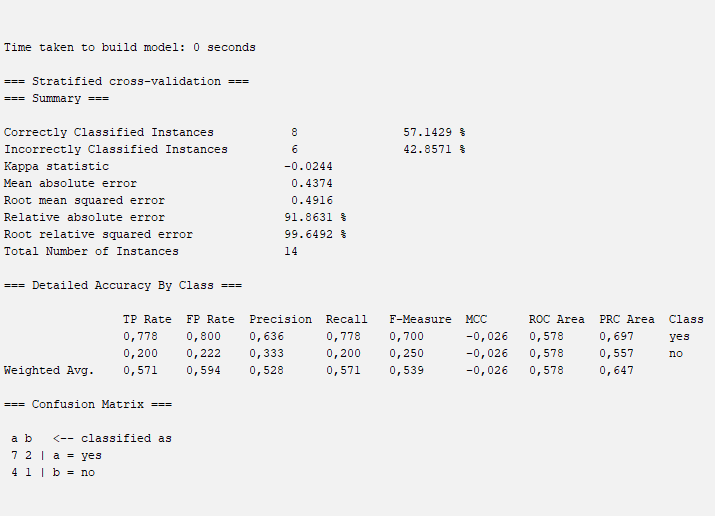 Time taken to build model: 0 seconds
=== Stratified cross-validation ===
=== Summary ===
Correctly Classified Instances 8 57.1429 %
Incorrectly Classified Instances 6 42.8571 %
Kappa statistic -0.0244
Mean absolute error 0.4374
Root mean squared error 0.4916
Relative absolute error 91.8631 %
Root relative squared error 99.6492 %
Total Number of Instances 14
=== Detailed Accuracy By Class ===
TP Rate FP Rate Precision Recall F-Measure MCC ROC Area PRC Area Class
0,778 0,800 0,636 0,778 0,700 -0,026 0,578 0,697 yes
0,200 0,222 0,333 0,200 0,250 -0,026 0,578 0,557 no
Weighted Avg. 0,571 0,594 0,528 0,571 0,539 -0,026 0,578 0,647
=== Confusion Matrix ===
a b <-- classified as
7 2 | a = yes
4 1 | b = no